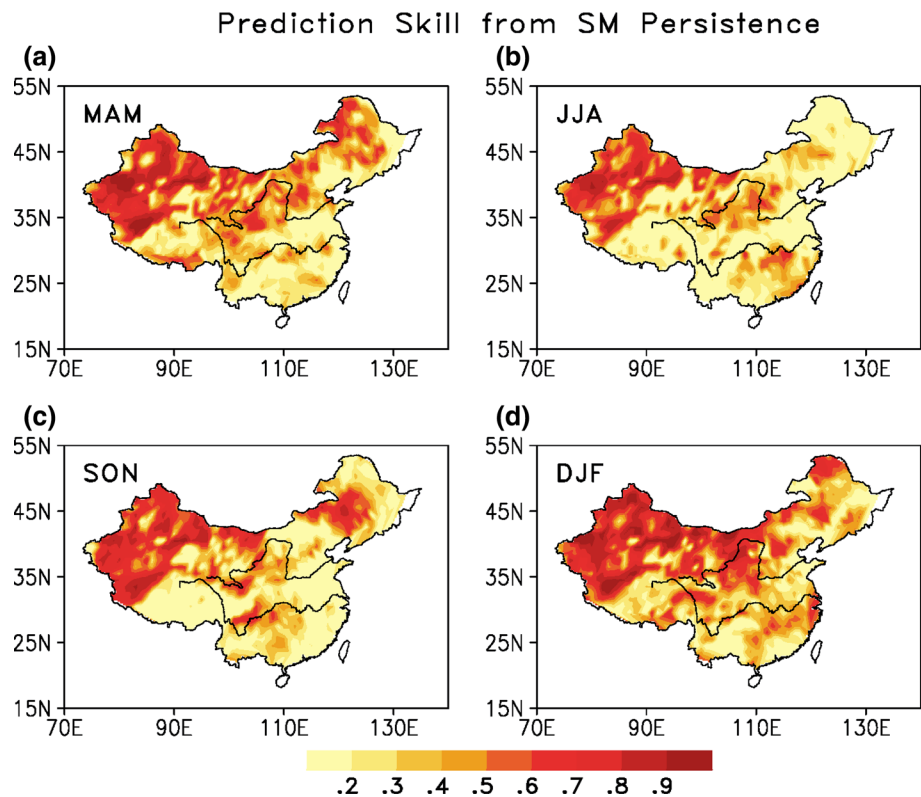 Prediction Skill from SM Persistence
(a) (b)
55N 55N
MAM JJA
45N 45N
35N 35N
25N 25N
15N 15N
70E 90E 110E 130E 70E 90E 110E 130E
(c) (d)
55N 55N
SON DJF
45N 45N
35N 35N
25N 25N
15N 15N
70E 90E 110E 130E 70E 90E 110E 130E
.2 .3 .4 .5 .6 .7 .8 .9